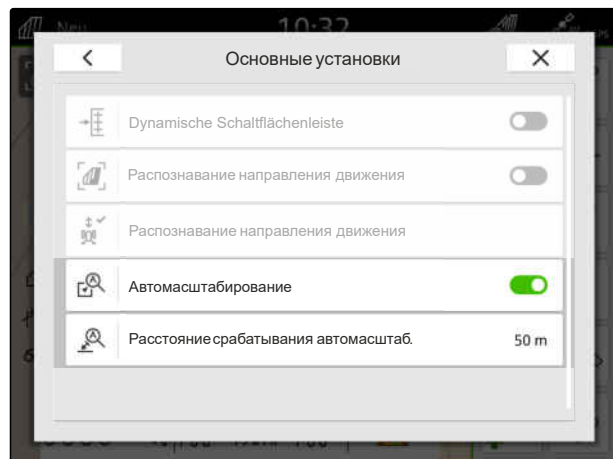 Neu 10:32
Основные установки
Dynamische Schaltflächenleiste
Распознавание направления движения
Распознавание направления движения
Автомасштабирование
Расстояние срабатывания автомасштаб. 50 m